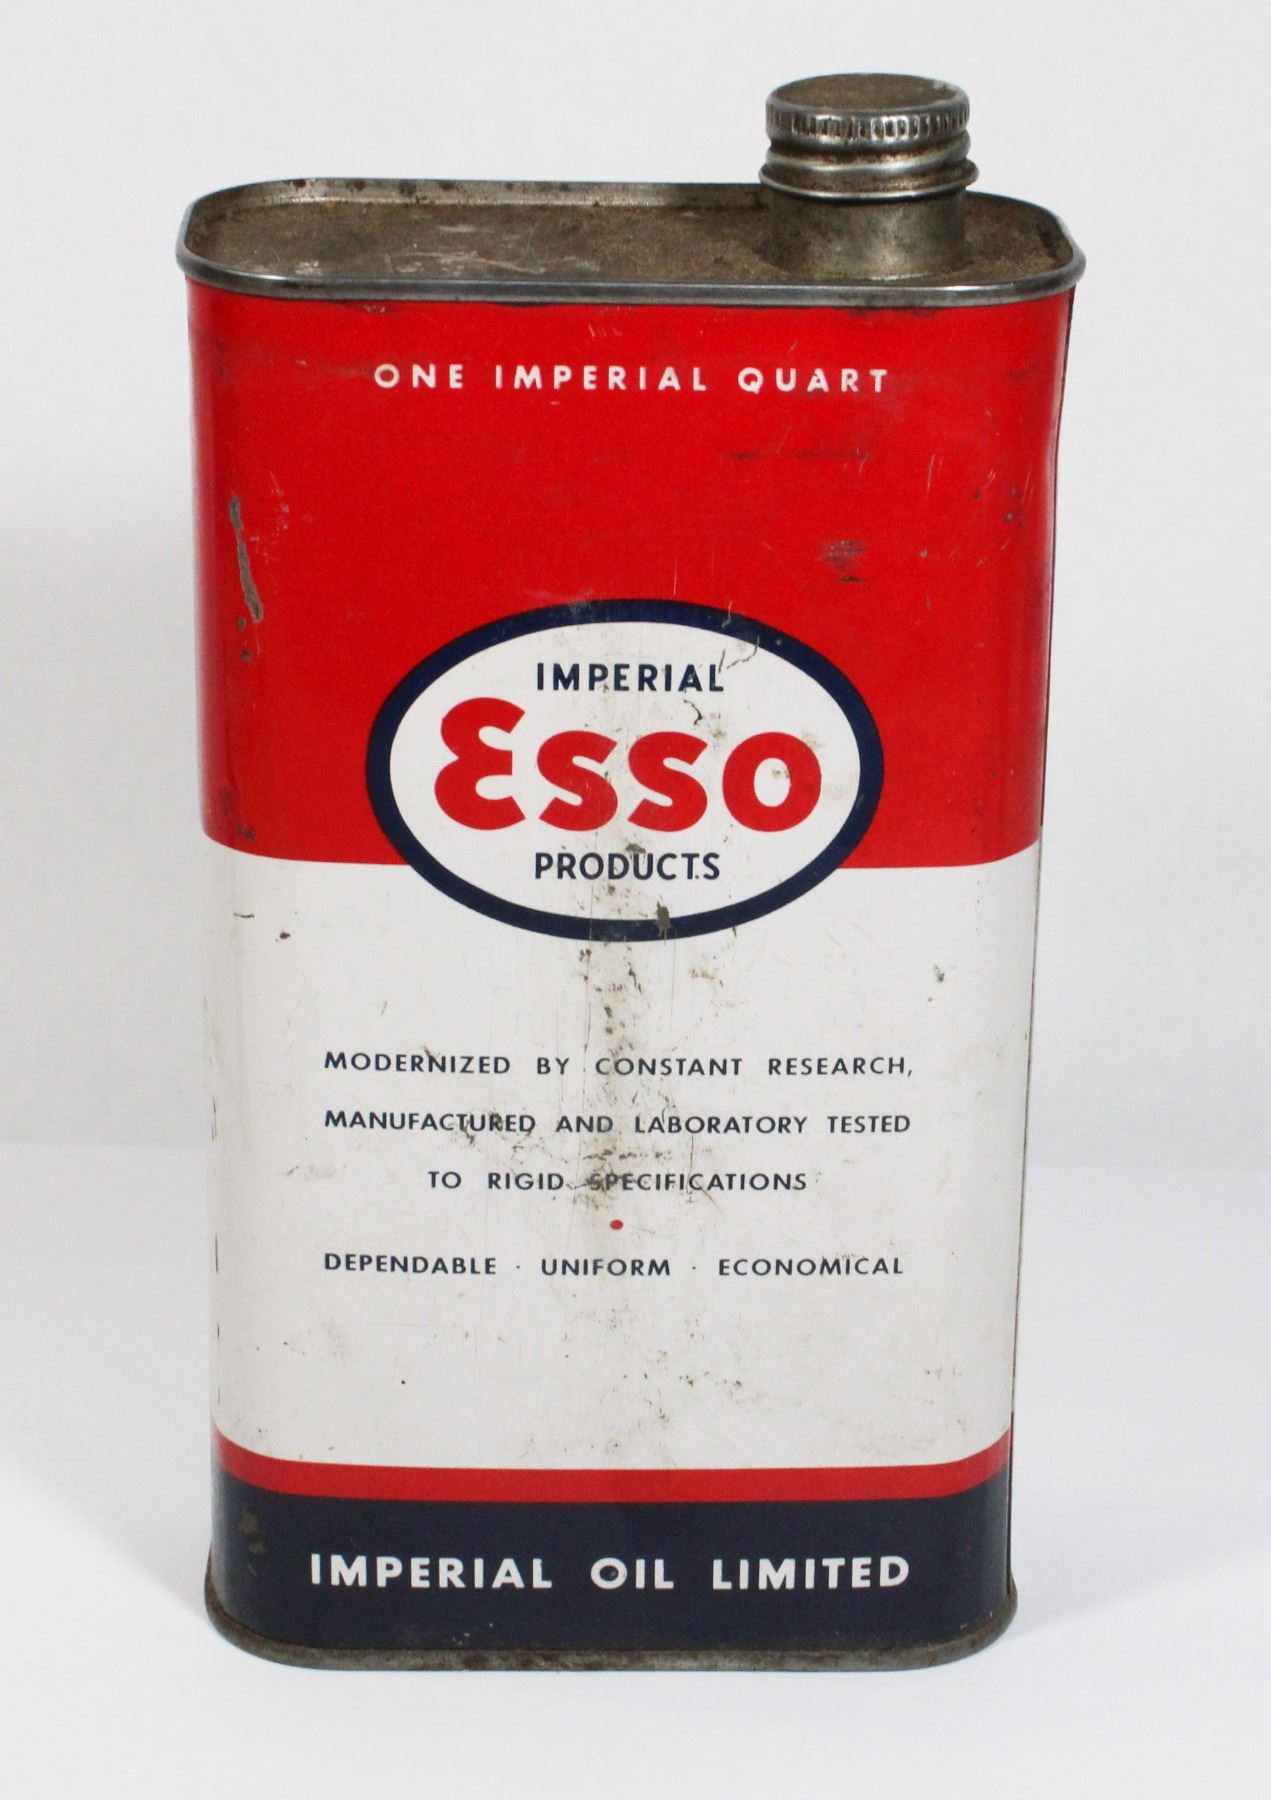 ONE IMPERIAL QUART
IMPERIAL
Esso
PRODUCTS
MODERNIZED BY CONSTANT RESEARCH,
MANUFACTURED AND LABORATORY TESTED
TO RIGID SPECIFICATIONS
DEPENDABLE · UNIFORM · ECONOMICAL
IMPERIAL OIL LIMITED